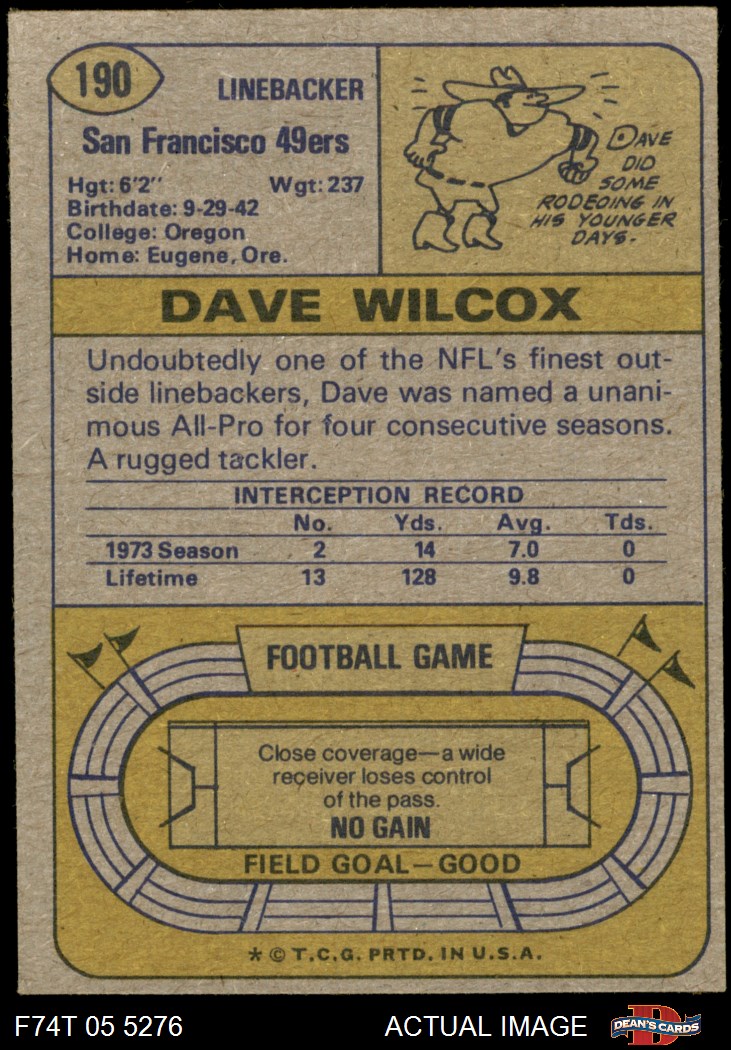 190
LINEBACKER
San Francisco 49ers
Hgt: 6'2" Wgt: 237
Birthdate: 9-29-42
College: Oregon
Home: Eugene, Ore.
DAVE
DID
SOME
RODEOING IN
HIS YOUNGER
DAYS.
DAVE WILCOX
Undoubtedly one of the NFL's finest out-
side linebackers, Dave was named a unani-
mous All-Pro for four consecutive seasons.
A rugged tackler.
INTERCEPTION RECORD
No. Yds. Avg. Tds.
1973 Season 2 14 7.0 0
Lifetime 13 128 9.8 0
FOOTBALL GAME
Close coverage—a wide
receiver loses control
of the pass.
NO GAIN
FIELD GOAL—GOOD
* © T.C.G. PRTD. IN U.S.A.
F74T 05 5276 ACTUAL IMAGE D DEAN'S CARDS